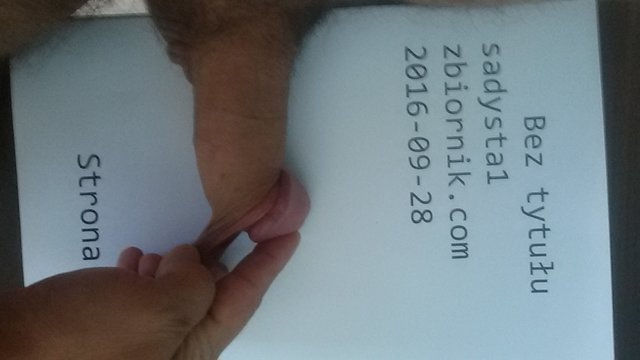 Bez tytułu
sadysta1
zbiornik.com
2016-09-28
Strona